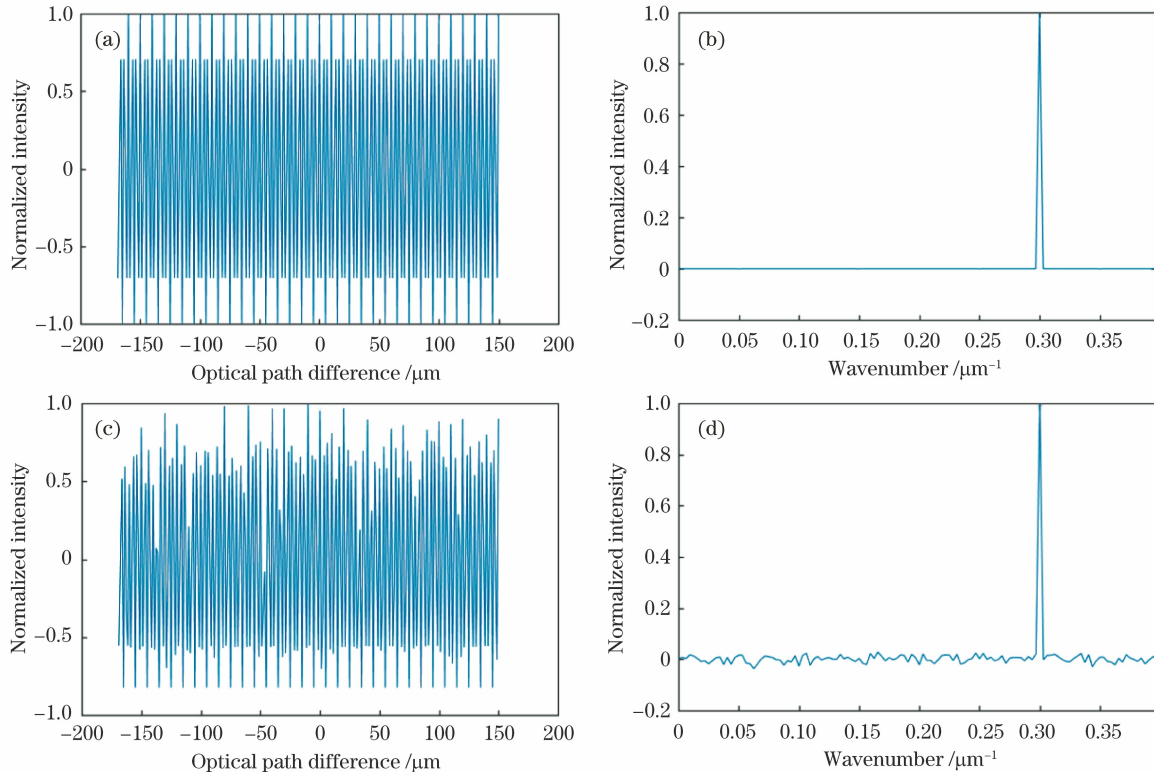 (a)
Normalized intensity
1.0
0.5
0
−0.5
−1.0
−200 −150 −100 −50 0 50 100 150 200
Optical path difference /μm
(b)
Normalized intensity
1.0
0.8
0.6
0.4
0.2
0
−0.2
0 0.05 0.10 0.15 0.20 0.25 0.30 0.35
Wavenumber /μm⁻¹
(c)
Normalized intensity
1.0
0.5
0
−0.5
−1.0
−200 −150 −100 −50 0 50 100 150 200
Optical path difference /μm
(d)
Normalized intensity
1.0
0.8
0.6
0.4
0.2
0
−0.2
0 0.05 0.10 0.15 0.20 0.25 0.30 0.35
Wavenumber /μm⁻¹